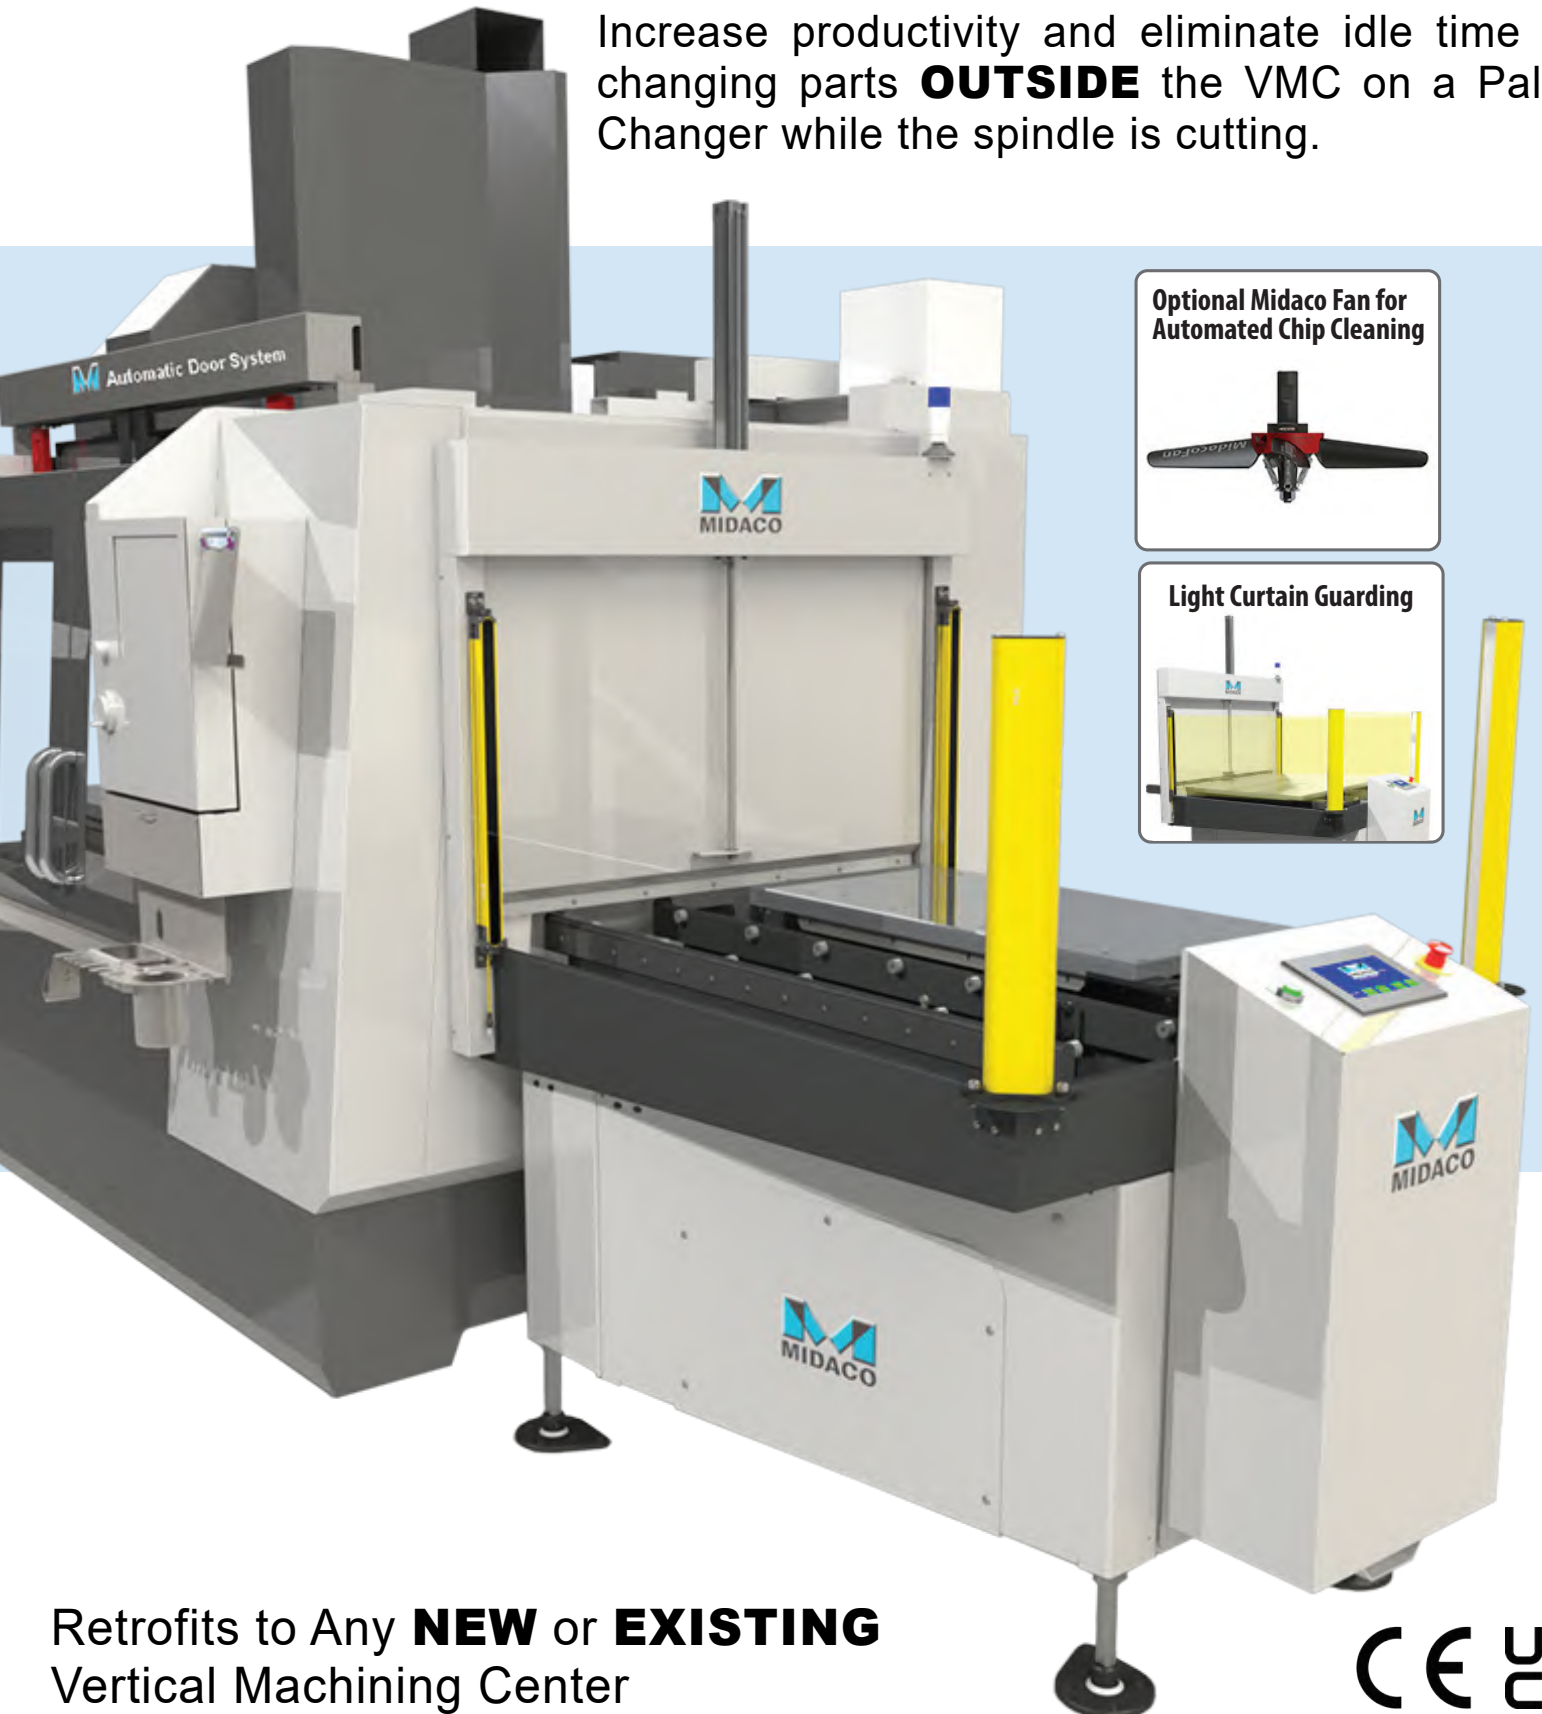 Increase productivity and eliminate idle time
changing parts OUTSIDE the VMC on a
Changer while the spindle is cutting.
Optional Midaco Fan for
Automated Chip Cleaning
MidacoFan
Light Curtain Guarding
Automatic Door System
MIDACO
MIDACO
MIDACO
Retrofits to Any NEW or EXISTING
Vertical Machining Center
CE